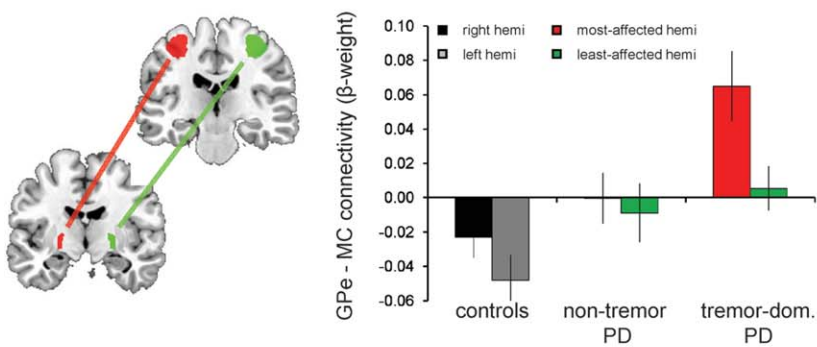 GPe - MC connectivity (β-weight)
0.10
0.08
0.06
0.04
0.02
0.00
-0.02
-0.04
-0.06
right hemi
left hemi
most-affected hemi
least-affected hemi
controls
non-tremor
PD
tremor-dom.
PD